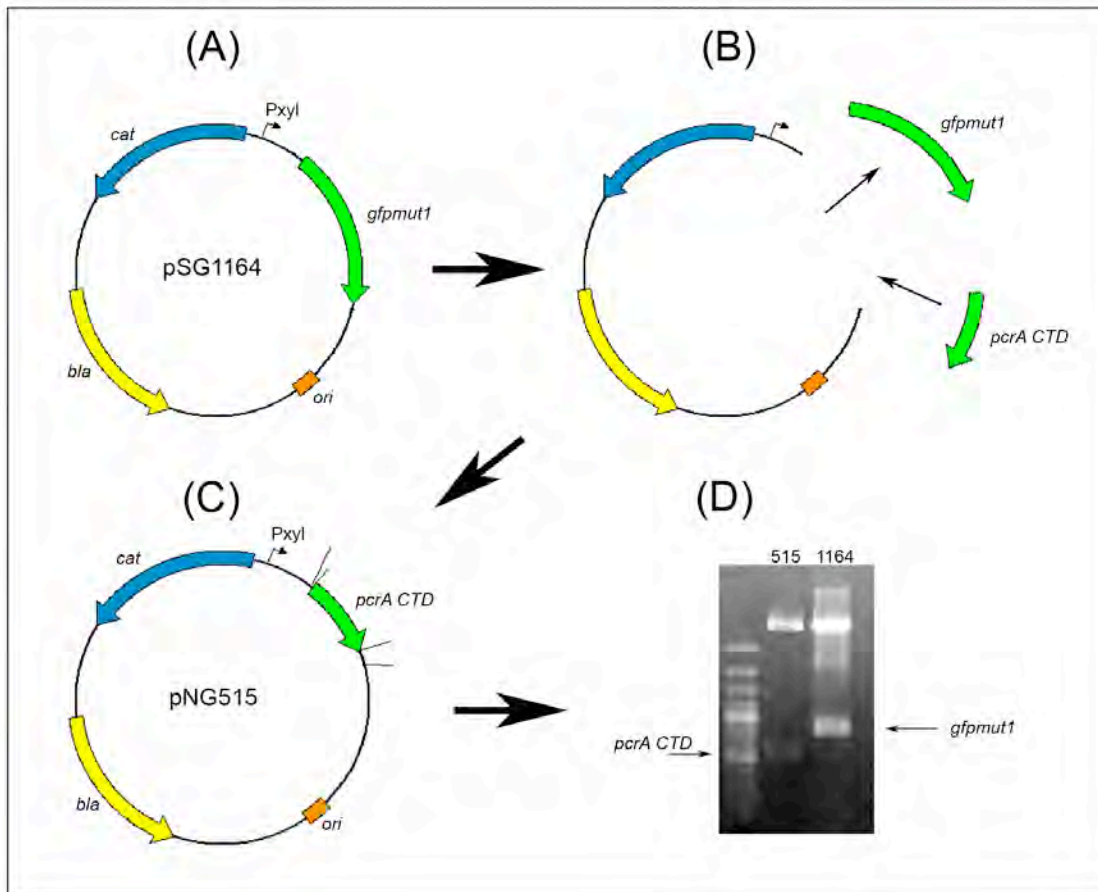 (A)
Pxyl
cat
gfpmut1
pSG1164
bla
ori
(B)
gfpmut1
pcrA CTD
(C)
Pxyl
cat
pcrA CTD
pNG515
bla
ori
(D)
515 1164
gfpmut1
pcrA CTD